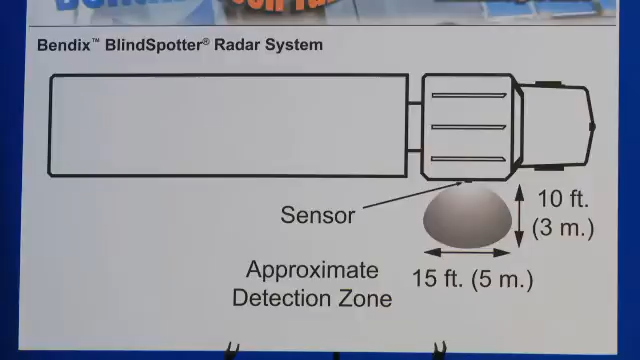 Bendix™ BlindSpotter® Radar System
Sensor
10 ft.
(3 m.)
15 ft. (5 m.)
Approximate
Detection Zone